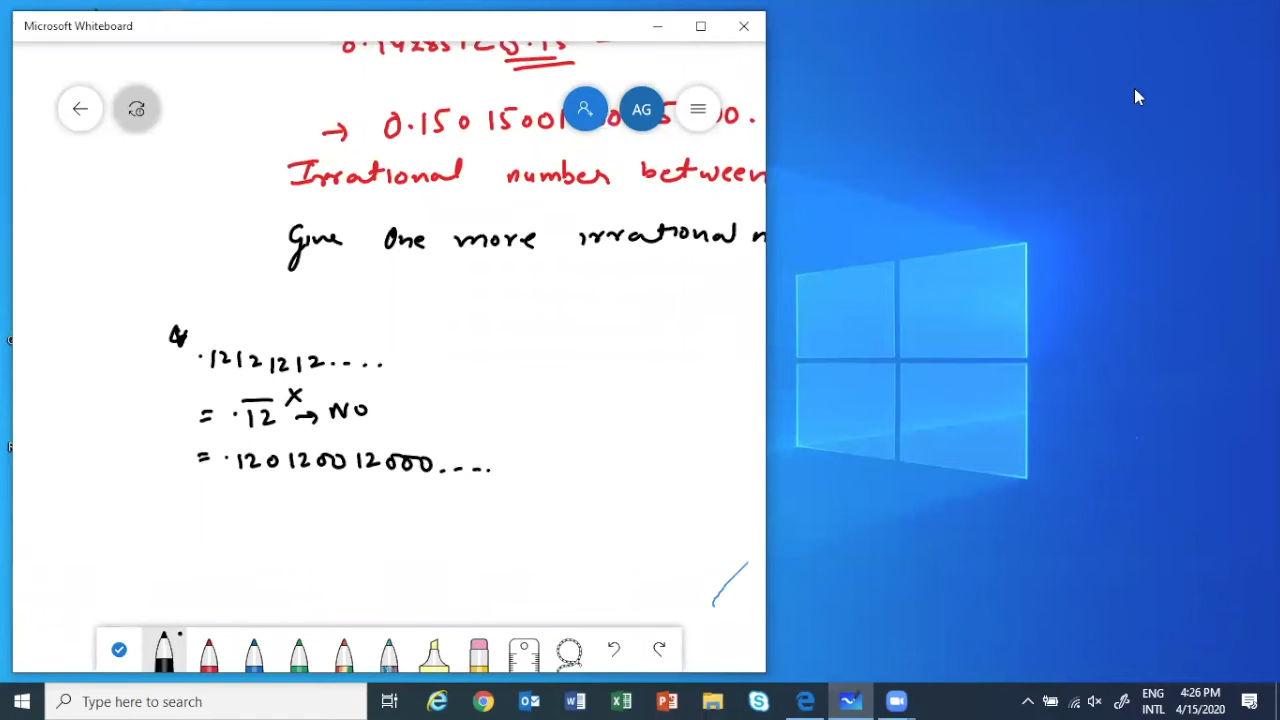 Microsoft Whiteboard
AG
→ 0.150 1500
Irrational number between
Give one more irrational n
.12121212....
= .12 x → NO
= .120120012000....
Type here to search
ENG
INTL
4:26 PM
4/15/2020